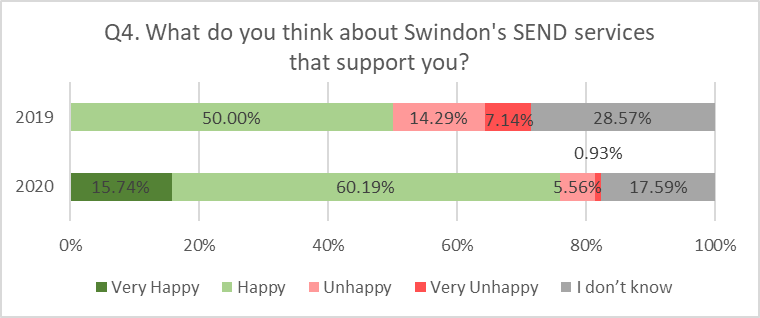 Q4. What do you think about Swindon's SEND services
that support you?
2019 50.00% 14.29% 7.14% 28.57%
0.93%
2020 15.74% 60.19% 5.56% 17.59%
0% 20% 40% 60% 80% 100%
Very Happy Happy Unhappy Very Unhappy I don’t know